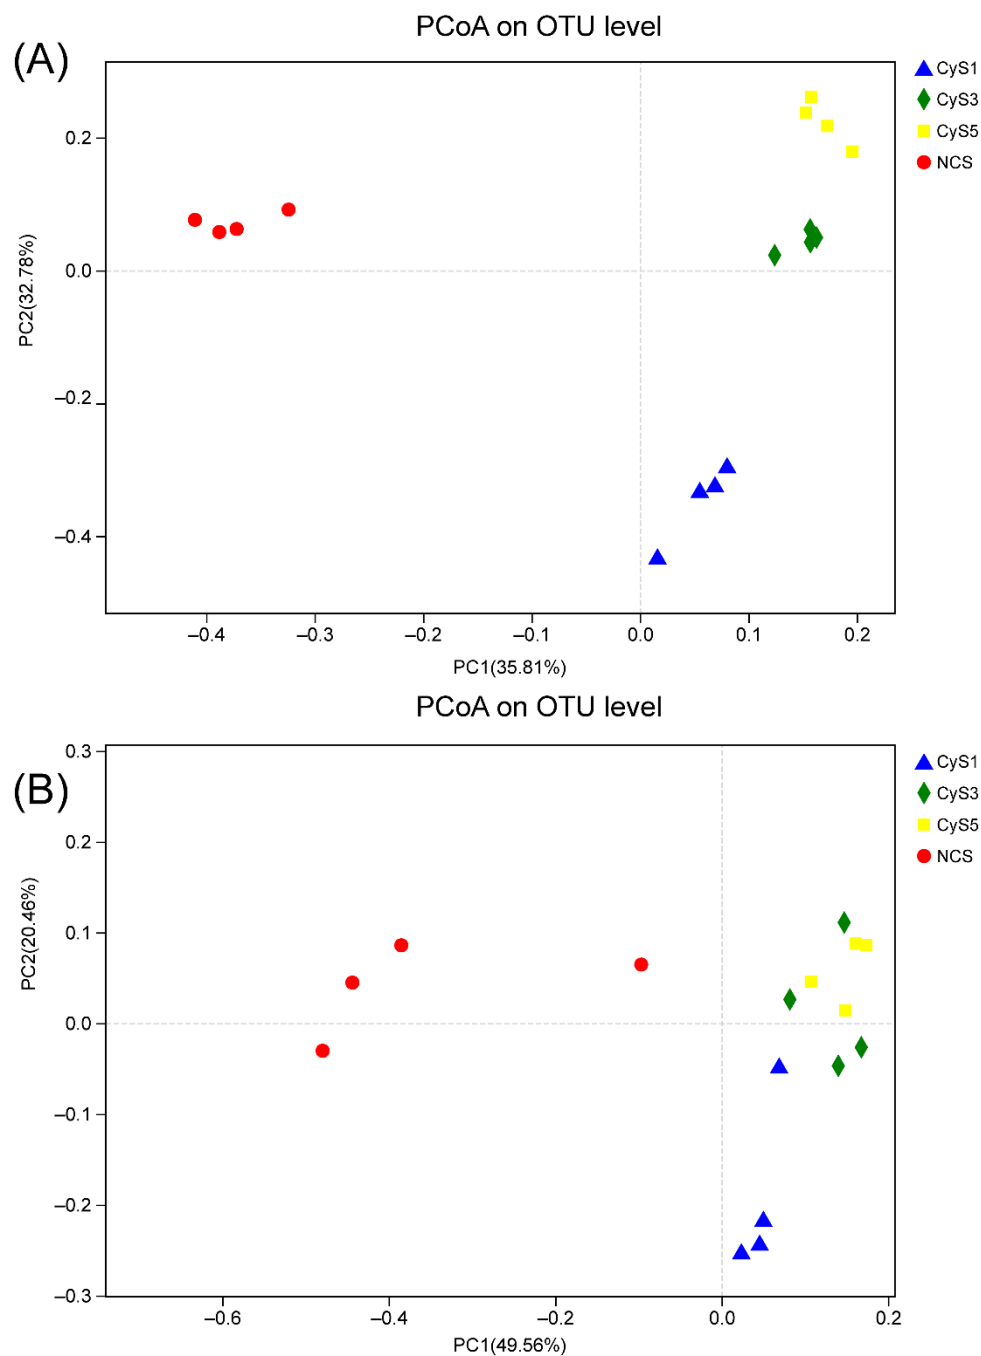 PCoA on OTU level
(A)
CyS1
CyS3
CyS5
NCS
0.2
0.0
–0.2
–0.4
PC2(32.78%)
–0.4 –0.3 –0.2 –0.1 0.0 0.1 0.2
PC1(35.81%)
PCoA on OTU level
(B)
CyS1
CyS3
CyS5
NCS
0.3
0.2
0.1
0.0
–0.1
–0.2
–0.3
PC2(20.46%)
–0.6 –0.4 –0.2 0.0 0.2
PC1(49.56%)